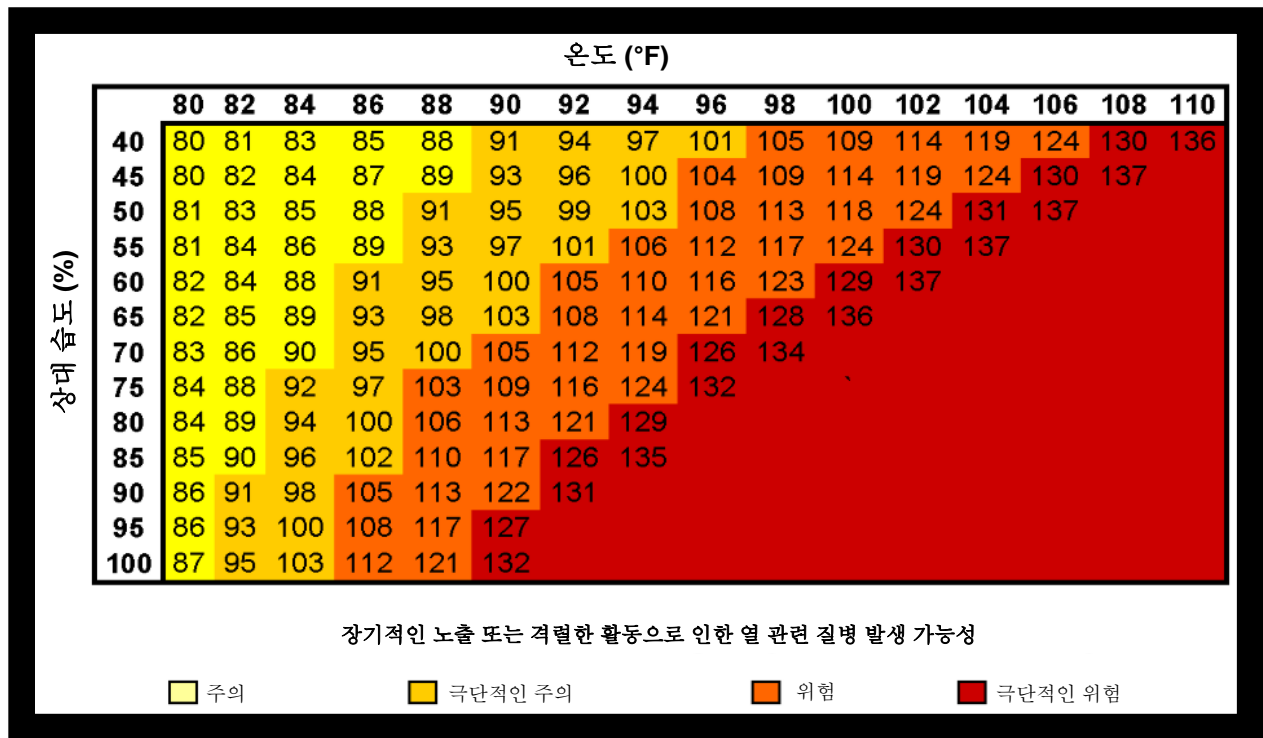 온도 (°F)
80 82 84 86 88 90 92 94 96 98 100 102 104 106 108 110
상대 습도 (%)
40 80 81 83 85 88 91 94 97 101 105 109 114 119 124 130 136
45 80 82 84 87 89 93 96 100 104 109 114 119 124 130 137
50 81 83 85 88 91 95 99 103 108 113 118 124 131 137
55 81 84 86 89 93 97 101 106 112 117 124 130 137
60 82 84 88 91 95 100 105 110 116 123 129 137
65 82 85 89 93 98 103 108 114 121 128 136
70 83 86 90 95 100 105 112 119 126 134
75 84 88 92 97 103 109 116 124 132 `
80 84 89 94 100 106 113 121 129
85 85 90 96 102 110 117 126 135
90 86 91 98 105 113 122 131
95 86 93 100 108 117 127
100 87 95 103 112 121 132
장기적인 노출 또는 격렬한 활동으로 인한 열 관련 질병 발생 가능성
주의 극단적인 주의 위험 극단적인 위험